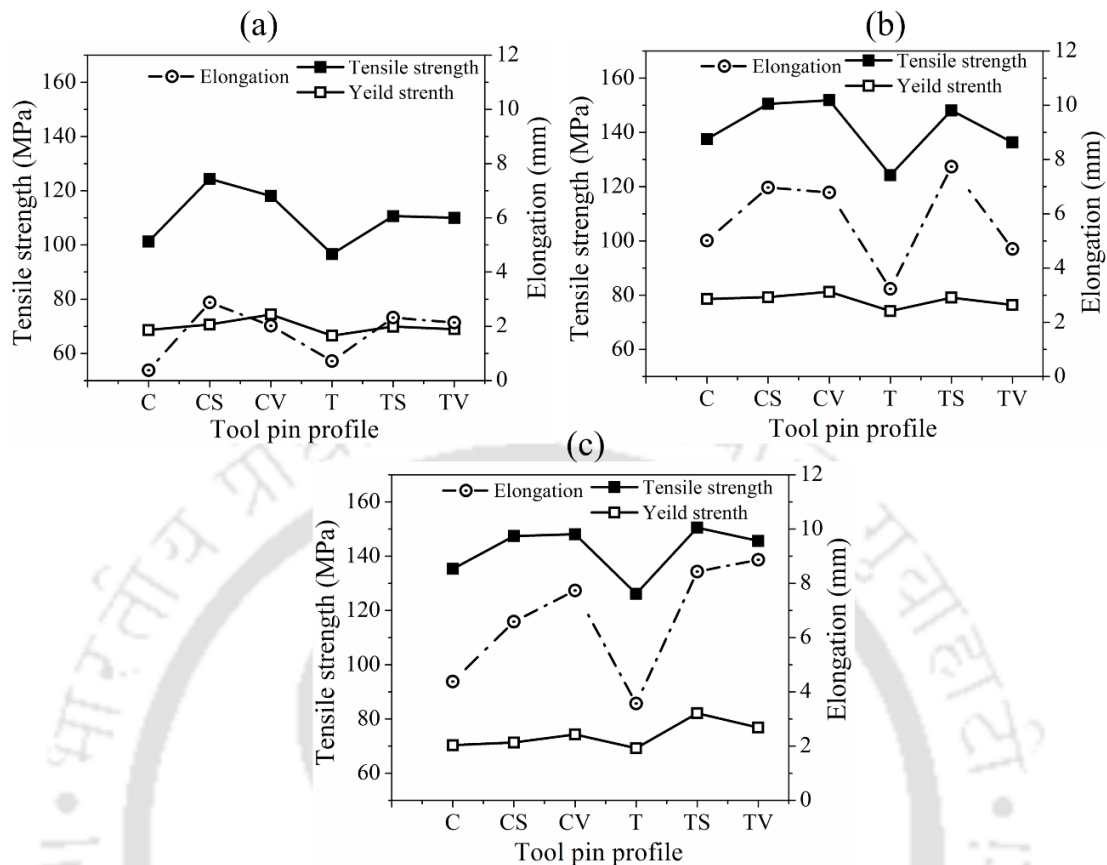 (a)
Elongation Tensile strength
Yeild strenth
160
140
120
100
80
60
12
10
8
6
4
2
0
Tensile strength (MPa)
Elongation (mm)
C CS CV T TS TV
Tool pin profile
(b)
Elongation Tensile strength
Yeild strenth
160
140
120
100
80
60
12
10
8
6
4
2
0
Tensile strength (MPa)
Elongation (mm)
C CS CV T TS TV
Tool pin profile
(c)
Elongation Tensile strength
Yeild strenth
160
140
120
100
80
60
12
10
8
6
4
2
0
Tensile strength (MPa)
Elongation (mm)
C CS CV T TS TV
Tool pin profile
भारतीय